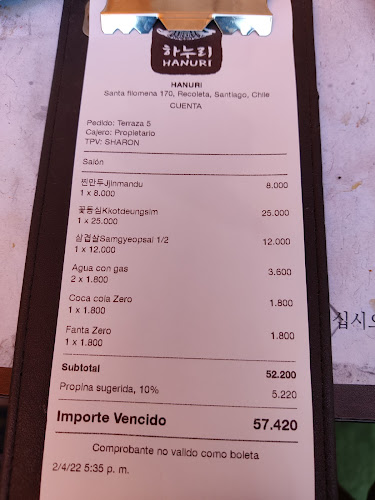 하누리
HANURI
HANURI
Santa filomena 170, Recoleta, Santiago, Chile
CUENTA
Pedido: Terraza 5
Cajero: Propietario
TPV: SHARON
Salón
찐만두Jjinmandu 8.000
1 x 8.000
꽃등심Kkotdeungsim 25.000
1 x 25.000
삼겹살Samgyeopsal 1/2 12.000
1 x 12.000
Agua con gas 3.600
2 x 1.800
Coca cola Zero 1.800
1 x 1.800
Fanta Zero 1.800
1 x 1.800
Subtotal 52.200
Propina sugerida, 10% 5.220
Importe Vencido 57.420
Comprobante no valido como boleta
2/4/22 5:35 p. m.
십시오